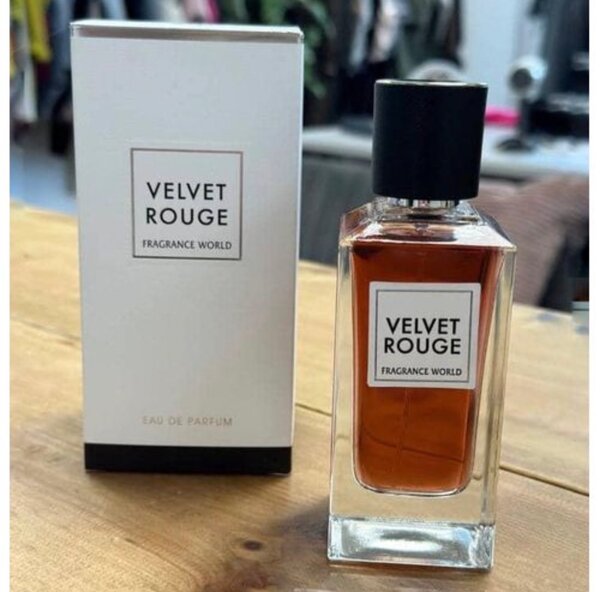 VELVET
ROUGE
FRAGRANCE WORLD
EAU DE PARFUM
VELVET
ROUGE
FRAGRANCE WORLD